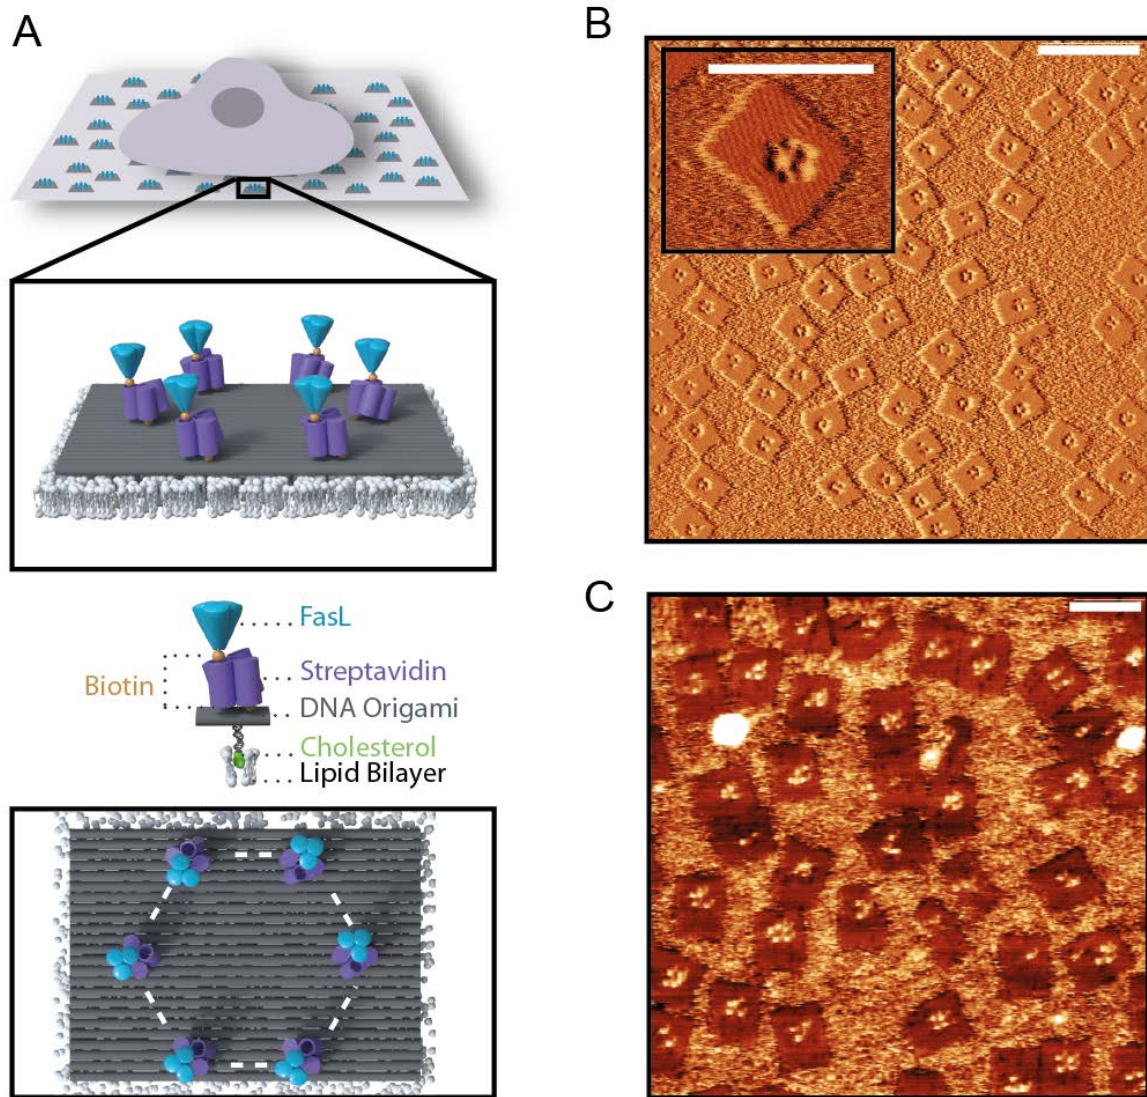 A
B
FasL
Biotin
Streptavidin
DNA Origami
Cholesterol
Lipid Bilayer
C